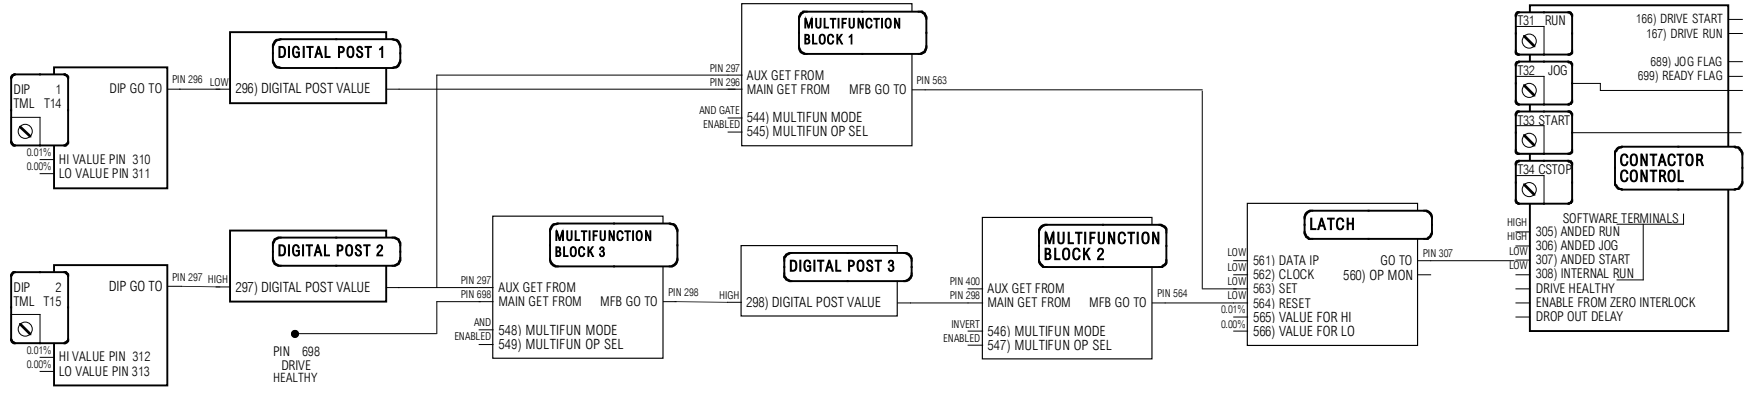 DIP 1
TML T14
DIP GO TO
PIN 296
LOW
0.01%
0.00%
HI VALUE PIN 310
LO VALUE PIN 311
DIGITAL POST 1
296) DIGITAL POST VALUE
MULTIFUNCTION
BLOCK 1
PIN 297
PIN 296
AUX GET FROM
MAIN GET FROM
MFB GO TO
PIN 563
AND GATE
ENABLED
544) MULTIFUN MODE
545) MULTIFUN OP SEL
DIP 2
TML T15
DIP GO TO
PIN 297
HIGH
0.01%
0.00%
HI VALUE PIN 312
LO VALUE PIN 313
DIGITAL POST 2
297) DIGITAL POST VALUE
PIN 698
DRIVE
HEALTHY
MULTIFUNCTION
BLOCK 3
PIN 297
PIN 698
AUX GET FROM
MAIN GET FROM
MFB GO TO
PIN 298
AND
ENABLED
548) MULTIFUN MODE
549) MULTIFUN OP SEL
DIGITAL POST 3
HIGH
298) DIGITAL POST VALUE
MULTIFUNCTION
BLOCK 2
PIN 400
PIN 298
AUX GET FROM
MAIN GET FROM
MFB GO TO
PIN 564
INVERT
ENABLED
546) MULTIFUN MODE
547) MULTIFUN OP SEL
LATCH
LOW
LOW
LOW
LOW
0.01%
0.00%
561) DATA IP
562) CLOCK
563) SET
564) RESET
565) VALUE FOR HI
566) VALUE FOR LO
GO TO
560) OP MON
PIN 307
T31 RUN
T32 JOG
T33 START
T34 CSTOP
166) DRIVE START
167) DRIVE RUN
689) JOG FLAG
699) READY FLAG
CONTACTOR
CONTROL
SOFTWARE TERMINALS
HIGH
HIGH
LOW
LOW
305) ANDED RUN
306) ANDED JOG
307) ANDED START
308) INTERNAL RUN
DRIVE HEALTHY
ENABLE FROM ZERO INTERLOCK
DROP OUT DELAY